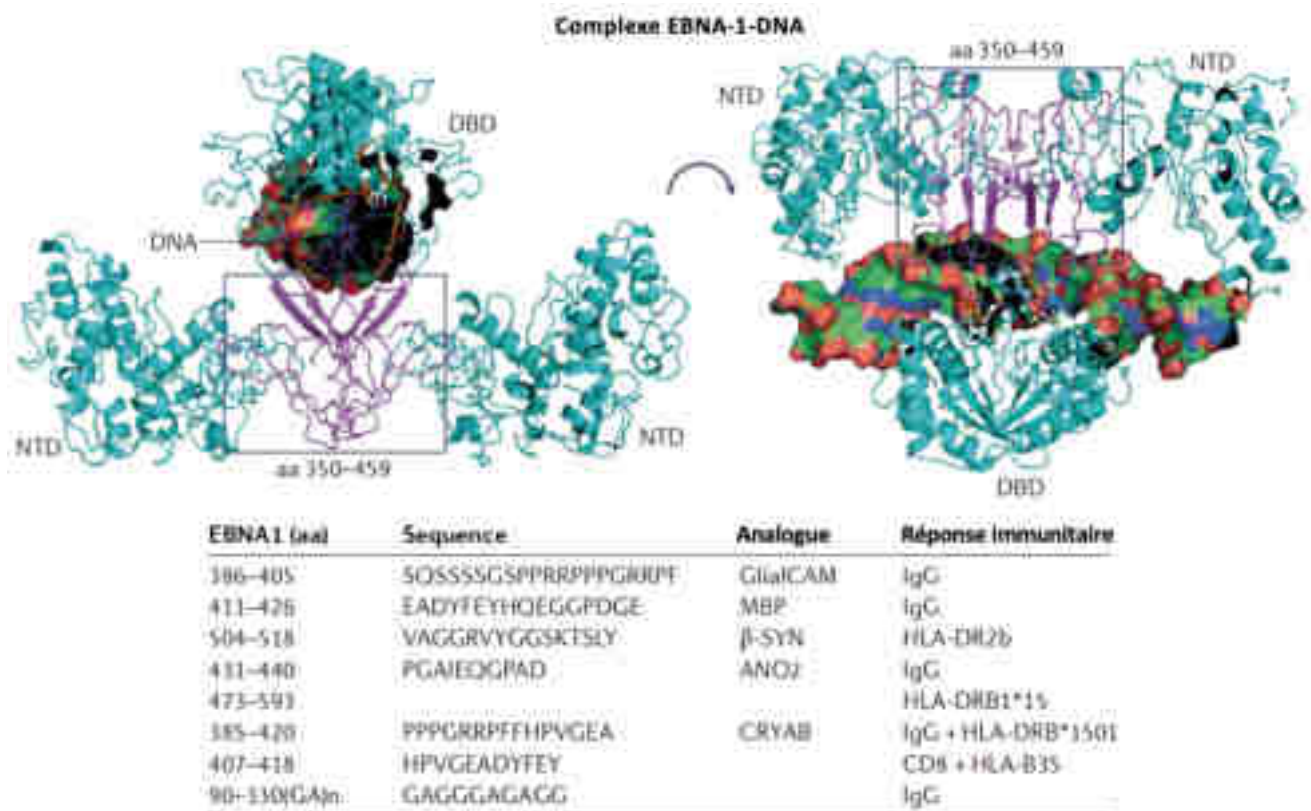 Complexe EBNA-1-DNA
aa 350–459
NTD
NTD
DBD
DNA
NTD
NTD
aa 350–459
DBD
EBNA1 (aa) Sequence Analogue Réponse immunitaire
386–405 SQSSSSGSPPRRPPPGRRPF GlialCAM IgG
411–426 EADYFEYHQEGGPDGE MBP IgG
504–518 VAGGRVYGGSKTSLY β-SYN HLA-DR2b
431–440 PGAIEQGPAD ANO2 IgG
473–593 HLA-DRB1*15
385–420 PPPGRRPFFHPVGEA CRYAB IgG + HLA-DRB*1501
407–418 HPVGEADYFEY CD8 + HLA-B35
90–330(GA)n GAGGGAGAGG IgG